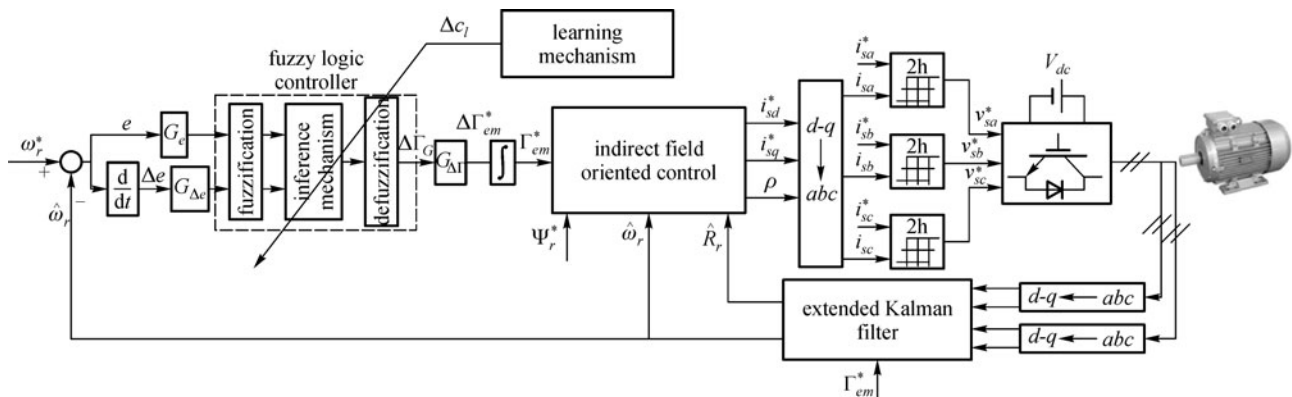 Δc_l
learning
mechanism
fuzzy logic
controller
ω_r^*
+
−
ω̂_r
e
G_e
d
dt
Δe
G_Δe
fuzzification
inference
mechanism
defuzzification
ΔΓ_G
G_ΔΓ
ΔΓ_em^*
∫
Γ_em^*
indirect field
oriented control
Ψ_r^*
ω̂_r
R̂_r
i_sd^*
i_sq^*
ρ
d-q
abc
i_sa^*
i_sa
2h
i_sb^*
i_sb
2h
i_sc^*
i_sc
2h
v_sa^*
v_sb^*
v_sc^*
V_dc
extended Kalman
filter
Γ_em^*
d-q ← abc
d-q ← abc